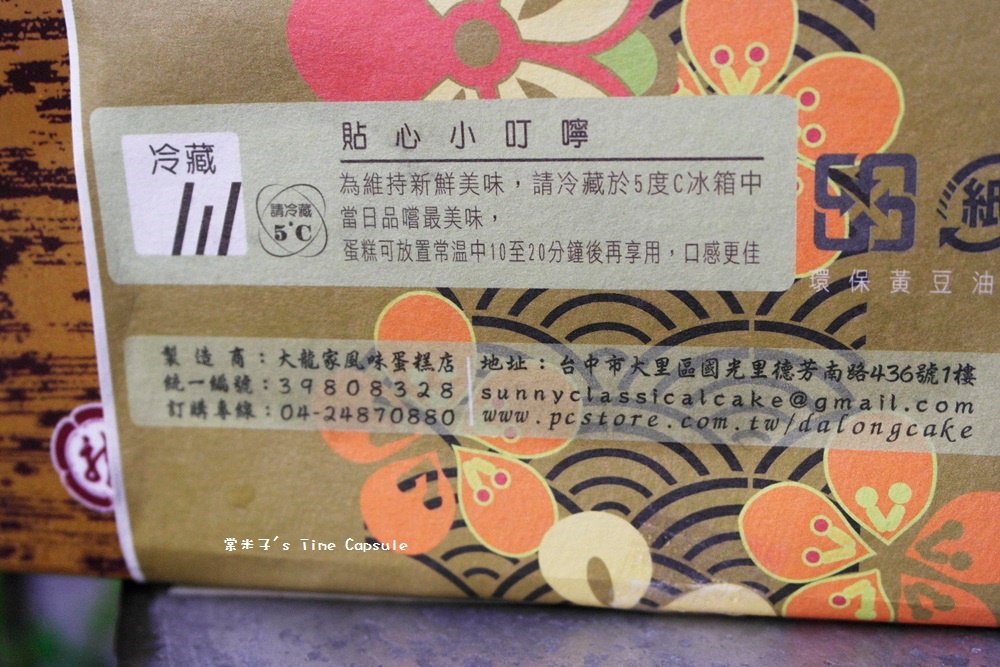 貼心小叮嚀
冷藏
請冷藏
5°C
為維持新鮮美味，請冷藏於5度C冰箱中
當日品嚐最美味，
蛋糕可放置常温中10至20分鐘後再享用，口感更佳
紙
環保黃豆油
製造商：大龍家風味蛋糕店
統一編號：39808328
訂購專線：04-24870880
地址：台中市大里區國光里德芳南路436號1樓
sunnyclassicalcake@gmail.com
www.pcstore.com.tw/dalongcake
's Time Capsule